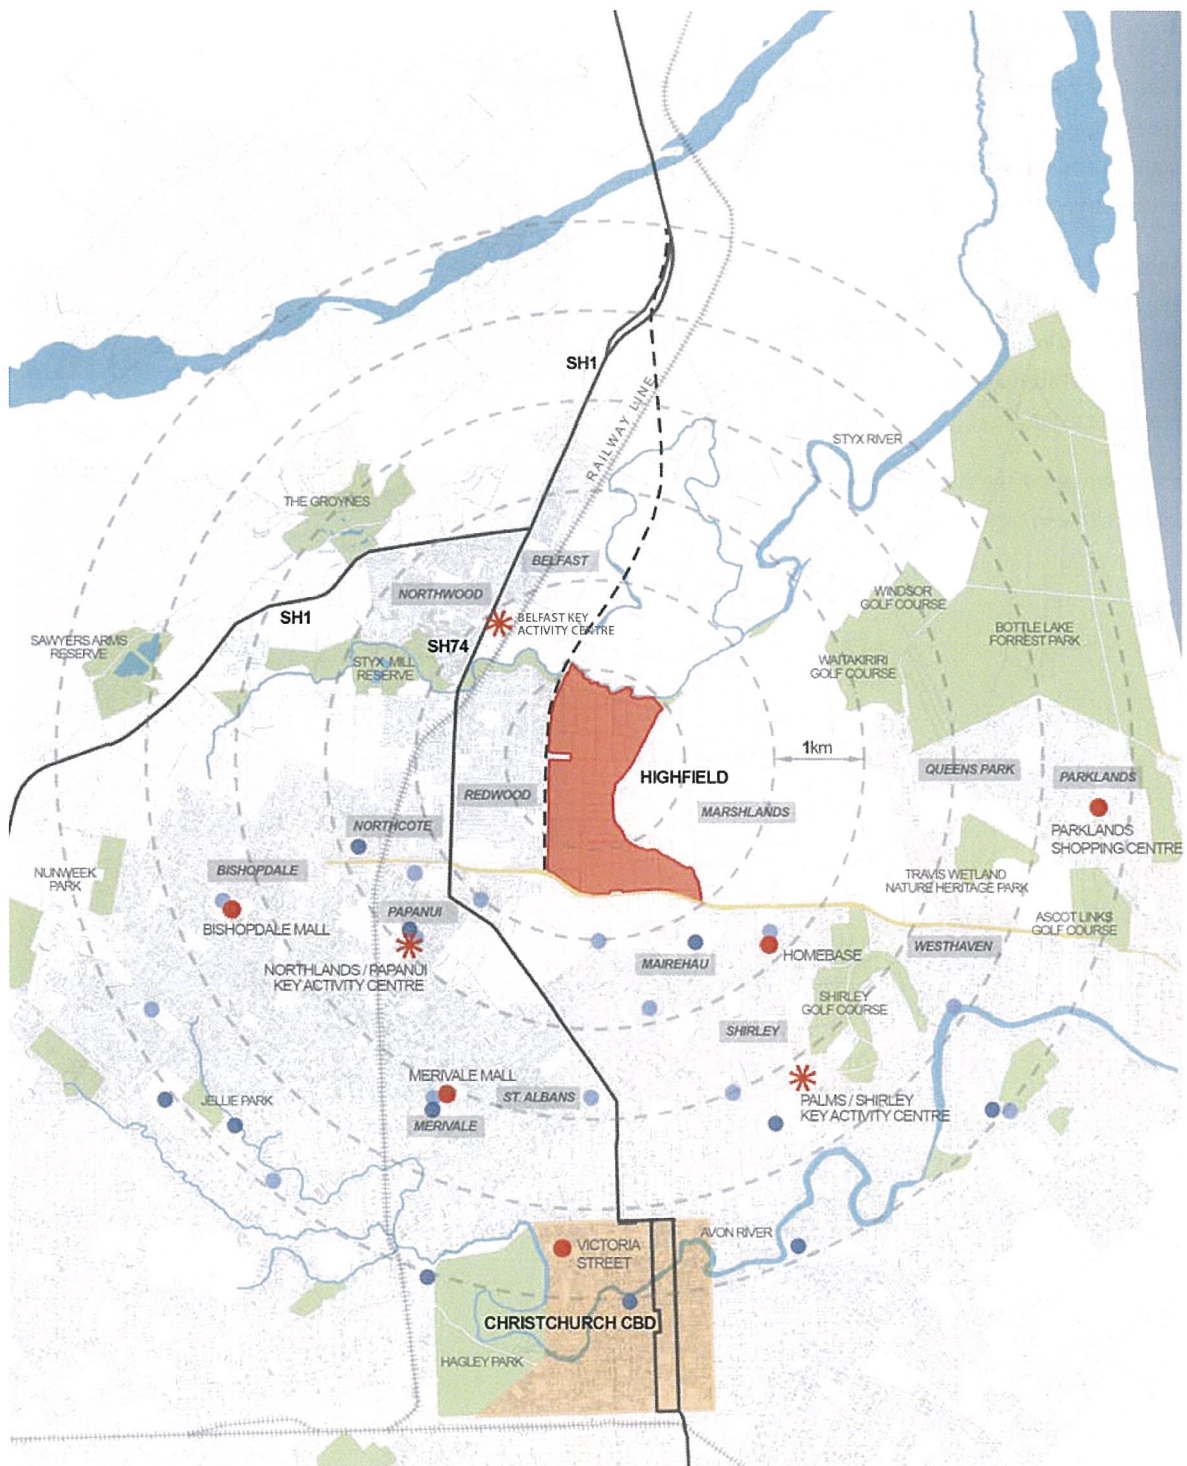 SH1
RAILWAY LINE
STYX RIVER
THE GROYNES
BELFAST
NORTHWOOD
WINDSOR
GOLF COURSE
SH1
BELFAST KEY
ACTIVITY CENTRE
BOTTLE LAKE
FORREST PARK
SAWYERS ARMS
RESERVE
SH74
STYX MILL
RESERVE
WAITAKIRIRI
GOLF COURSE
1km
HIGHFIELD
QUEENS PARK
PARKLANDS
REDWOOD
MARSHLANDS
NORTHCOTE
PARKLANDS
SHOPPING CENTRE
NUNWEEK
PARK
BISHOPDALE
TRAVIS WETLAND
NATURE HERITAGE PARK
PAPANUI
BISHOPDALE MALL
ASCOT LINKS
GOLF COURSE
MAIREHAU
HOMEBASE
WESTHAVEN
NORTHLANDS / PAPANUI
KEY ACTIVITY CENTRE
SHIRLEY
GOLF COURSE
SHIRLEY
MERIVALE MALL
ST. ALBANS
JELLIE PARK
MERIVALE
PALMS / SHIRLEY
KEY ACTIVITY CENTRE
AVON RIVER
VICTORIA
STREET
CHRISTCHURCH CBD
HAGLEY PARK